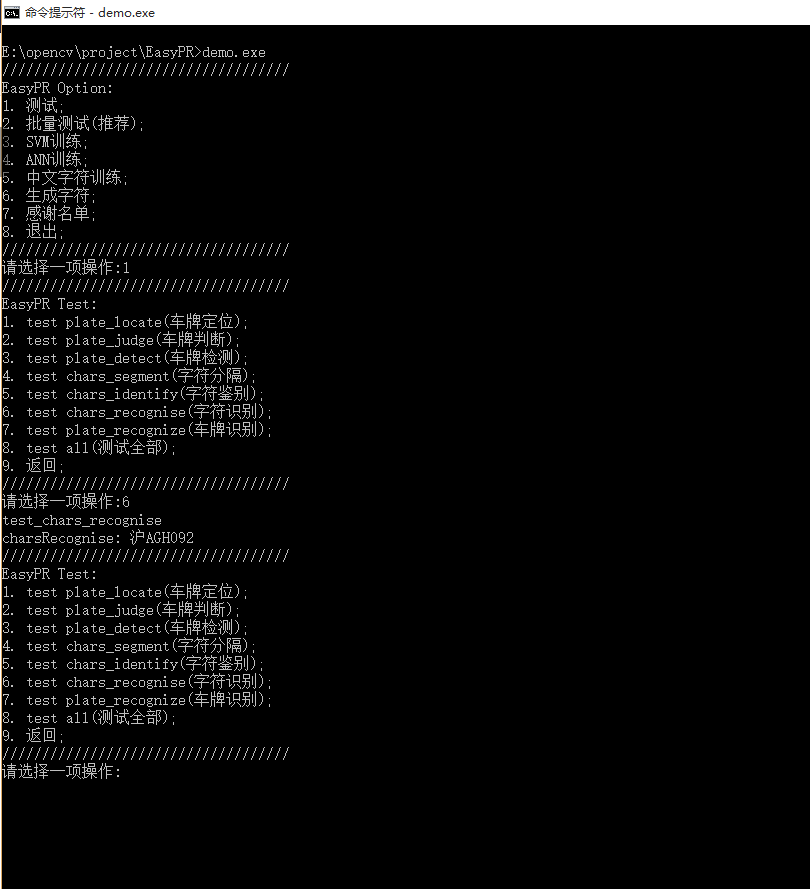 命令提示符 - demo.exe
E:\opencv\project\EasyPR>demo.exe
////////////////////////////////////
EasyPR Option:
1. 测试;
2. 批量测试(推荐);
3. SVM训练;
4. ANN训练;
5. 中文字符训练;
6. 生成字符;
7. 感谢名单;
8. 退出;
////////////////////////////////////
请选择一项操作:1
////////////////////////////////////
EasyPR Test:
1. test plate_locate(车牌定位);
2. test plate_judge(车牌判断);
3. test plate_detect(车牌检测);
4. test chars_segment(字符分隔);
5. test chars_identify(字符鉴别);
6. test chars_recognise(字符识别);
7. test plate_recognize(车牌识别);
8. test all(测试全部);
9. 返回;
////////////////////////////////////
请选择一项操作:6
test_chars_recognise
charsRecognise: 沪AGH092
////////////////////////////////////
EasyPR Test:
1. test plate_locate(车牌定位);
2. test plate_judge(车牌判断);
3. test plate_detect(车牌检测);
4. test chars_segment(字符分隔);
5. test chars_identify(字符鉴别);
6. test chars_recognise(字符识别);
7. test plate_recognize(车牌识别);
8. test all(测试全部);
9. 返回;
////////////////////////////////////
请选择一项操作: